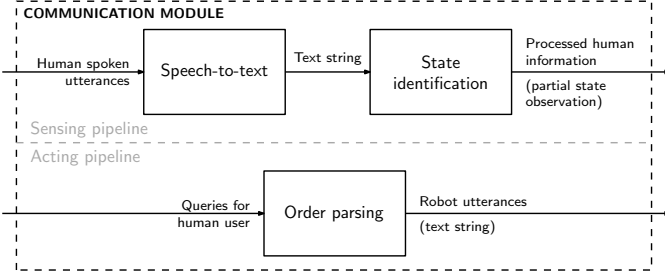 COMMUNICATION MODULE
Human spoken
utterances
Speech-to-text
Text string
State
identification
Processed human
information
(partial state
observation)
Sensing pipeline
Acting pipeline
Queries for
human user
Order parsing
Robot utterances
(text string)